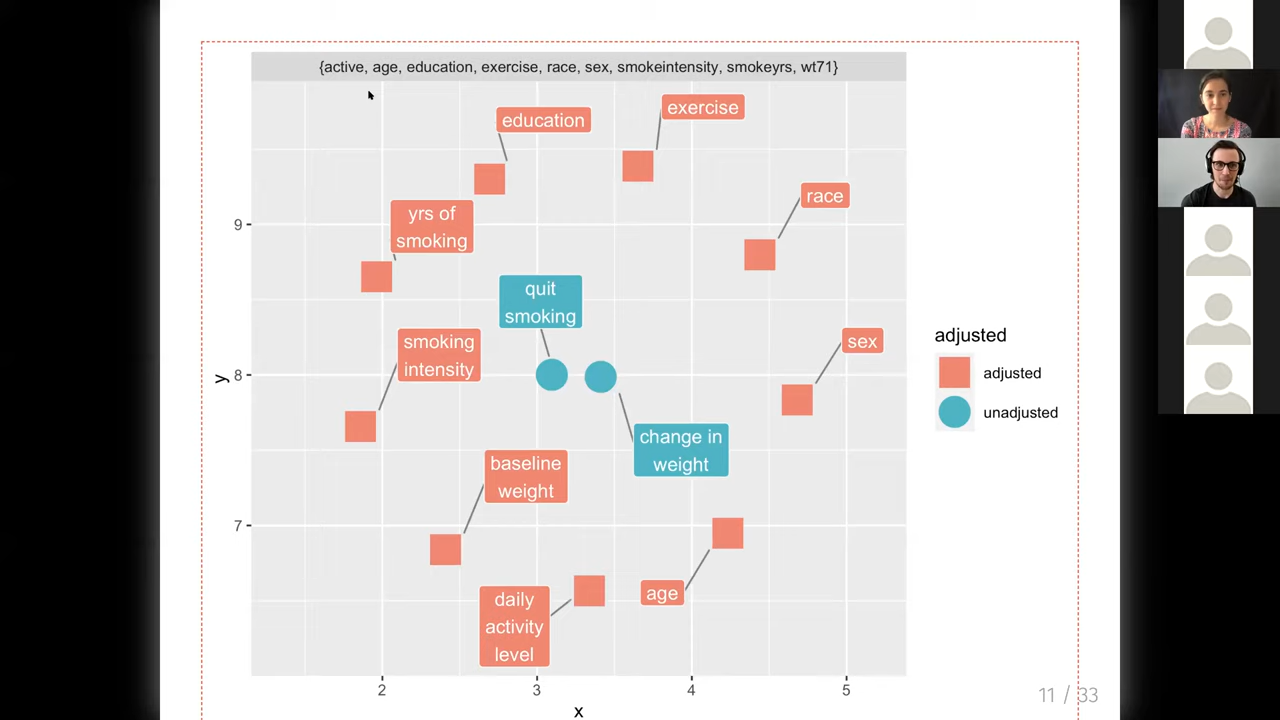 {active, age, education, exercise, race, sex, smokeintensity, smokeyrs, wt71}
education
exercise
race
yrs of
smoking
9
quit
smoking
smoking
intensity
sex
adjusted
adjusted
unadjusted
y
8
change in
weight
baseline
weight
7
age
daily
activity
level
2
3
4
5
x
11 / 33